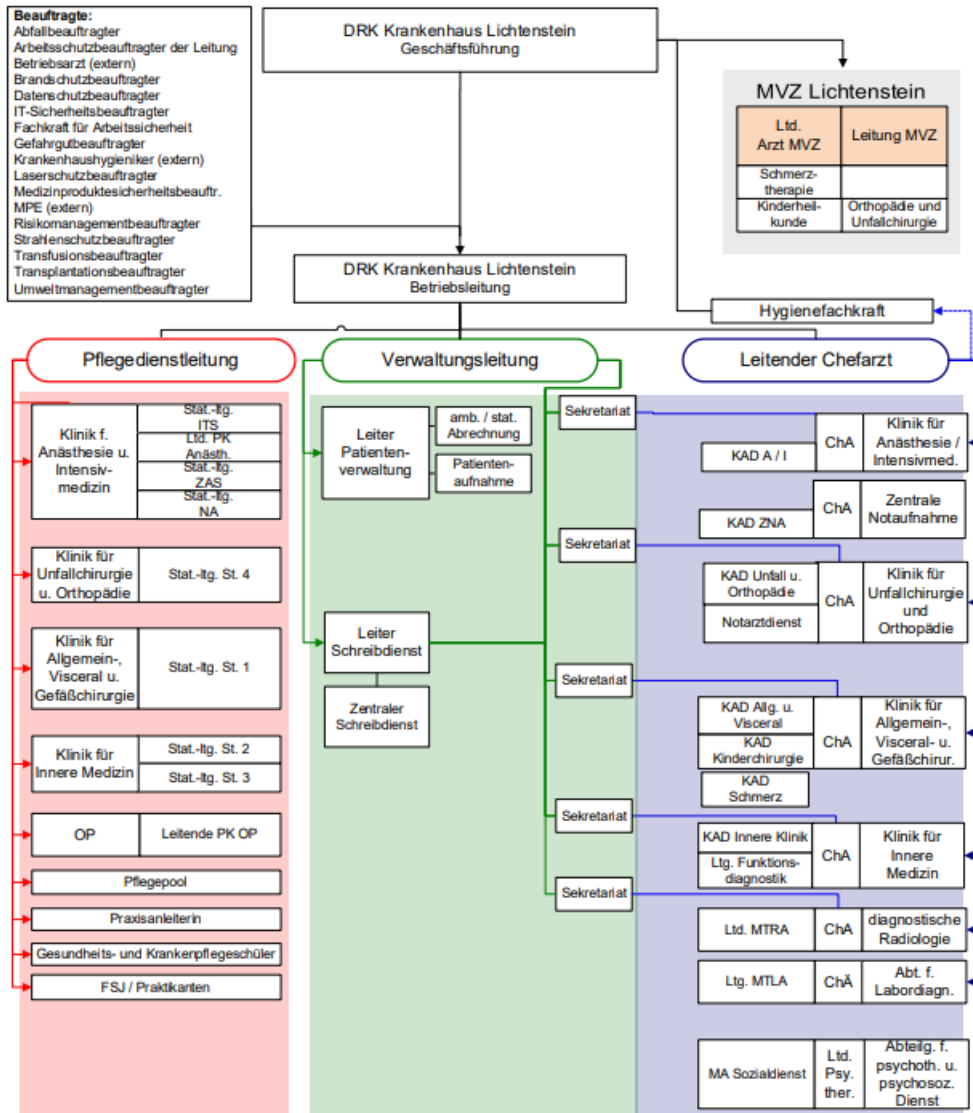 Beauftragte:
Abfallbeauftragter
Arbeitsschutzbeauftragter der Leitung
Betriebsarzt (extern)
Brandschutzbeauftragter
Datenschutzbeauftragter
IT-Sicherheitsbeauftragter
Fachkraft für Arbeitssicherheit
Gefahrgutbeauftragter
Krankenhaushygieniker (extern)
Laserschutzbeauftragter
Medizinproduktesicherheitsbeauftr.
MPE (extern)
Risikomanagementbeauftragter
Strahlenschutzbeauftragter
Transfusionsbeauftragter
Transplantationsbeauftragter
Umweltmanagementbeauftragter
DRK Krankenhaus Lichtenstein
Geschäftsführung
MVZ Lichtenstein
Ltd.
Arzt MVZ
Leitung MVZ
Schmerz-
therapie
Kinderheil-
kunde
Orthopädie und
Unfallchirurgie
DRK Krankenhaus Lichtenstein
Betriebsleitung
Hygienefachkraft
Pflegedienstleitung
Verwaltungsleitung
Leitender Chefarzt
Klinik f.
Anästhesie u.
Intensiv-
medizin
Stat.-ltg.
ITS
Ltd. PK
Anästh.
Stat.-ltg.
ZAS
Stat.-ltg.
NA
Klinik für
Unfallchirurgie
u. Orthopädie
Stat.-ltg. St. 4
Klinik für
Allgemein-,
Visceral u.
Gefäßchirurgie
Stat.-ltg. St. 1
Klinik für
Innere Medizin
Stat.-ltg. St. 2
Stat.-ltg. St. 3
OP
Leitende PK OP
Pflegepool
Praxisanleiterin
Gesundheits- und Krankenpflegeschüler
FSJ / Praktikanten
Leiter
Patienten-
verwaltung
amb. / stat.
Abrechnung
Patienten-
aufnahme
Leiter
Schreibdienst
Zentraler
Schreibdienst
Sekretariat
Sekretariat
Sekretariat
Sekretariat
Sekretariat
KAD A / I
ChA
Klinik für
Anästhesie /
Intensivmed.
KAD ZNA
ChA
Zentrale
Notaufnahme
KAD Unfall u.
Orthopädie
Notarztdienst
ChA
Klinik für
Unfallchirurgie
und
Orthopädie
KAD Allg. u.
Visceral
KAD
Kinderchirurgie
KAD
Schmerz
ChA
Klinik für
Allgemein-,
Visceral- u.
Gefäßchirur.
KAD Innere Klinik
Ltg. Funktions-
diagnostik
ChA
Klinik für
Innere
Medizin
Ltd. MTRA
ChA
diagnostische
Radiologie
Ltg. MTLA
ChÄ
Abt. f.
Labordiagn.
MA Sozialdienst
Ltd.
Psy.
ther.
Abteilg. f.
psychoth. u.
psychosoz.
Dienst